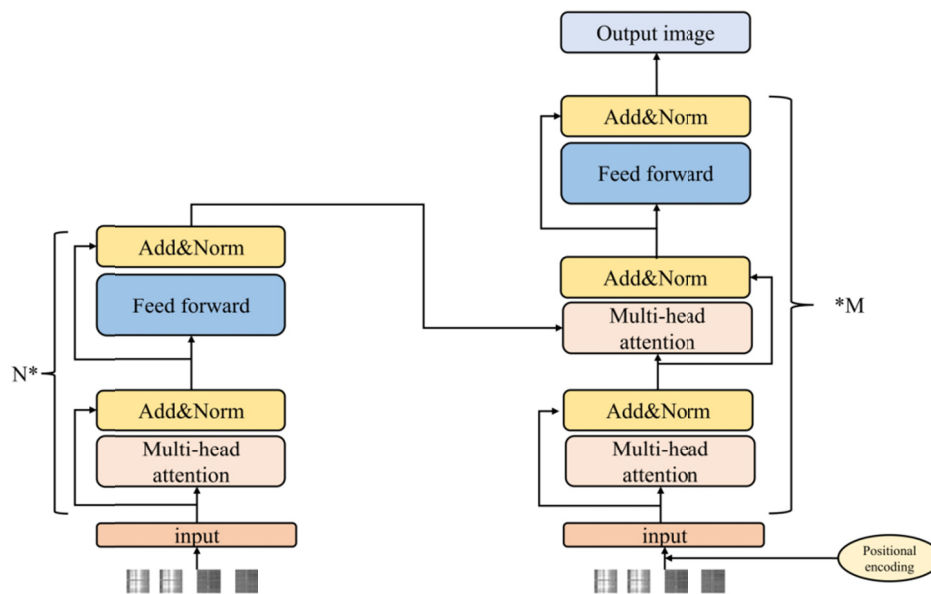 Output image
Add&Norm
Feed forward
Add&Norm
Multi-head
attention
Add&Norm
Multi-head
attention
input
*M
Positional
encoding
Add&Norm
Feed forward
Add&Norm
Multi-head
attention
input
N*